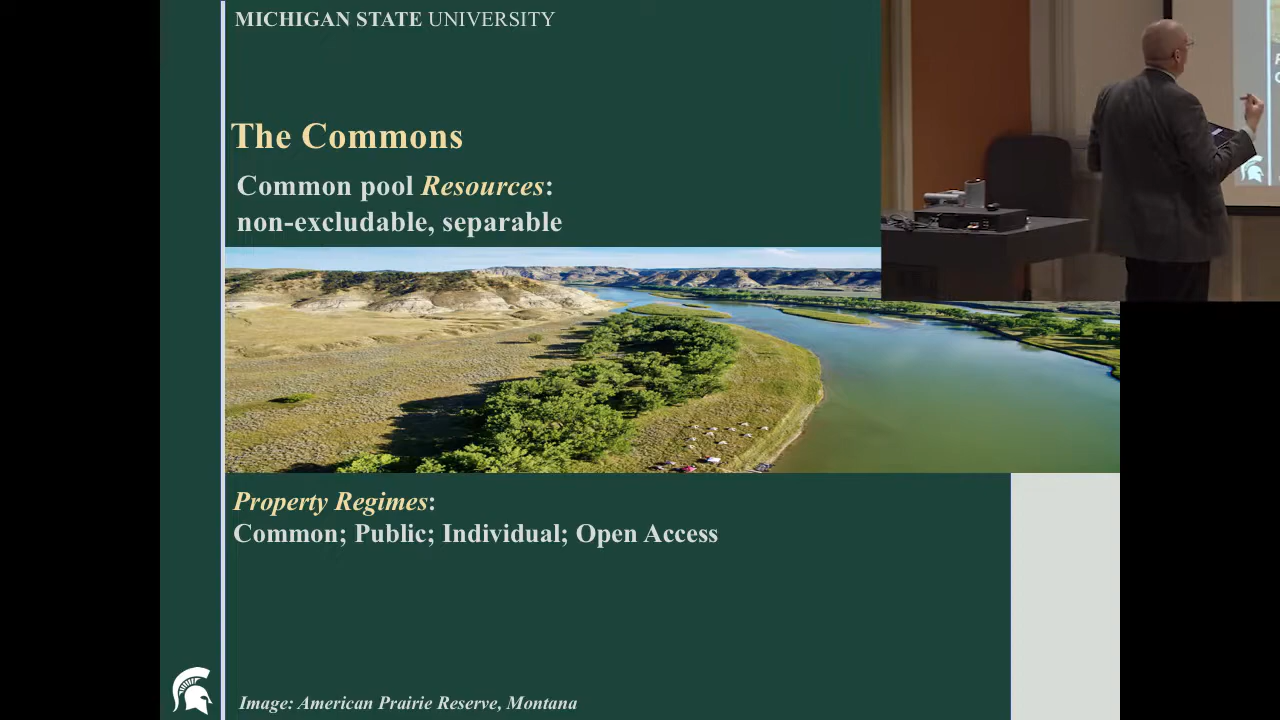 MICHIGAN STATE UNIVERSITY
The Commons
Common pool Resources:
non-excludable, separable
Property Regimes:
Common; Public; Individual; Open Access
Image: American Prairie Reserve, Montana